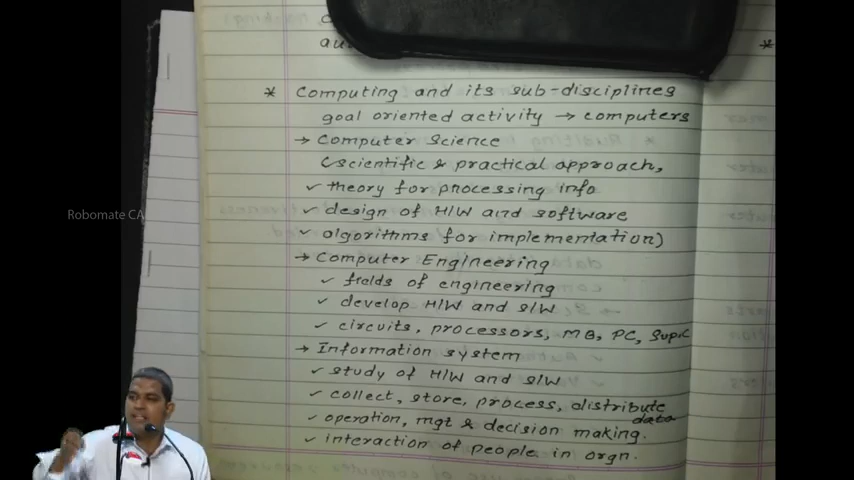 * Computing and its sub-disciplines
goal oriented activity → computers
→ Computer Science
(scientific & practical approach,
✓ theory for processing info
✓ design of H/W and software
✓ algorithms for implementation)
→ Computer Engineering
✓ fields of engineering
✓ develop H/W and S/W
✓ circuits, processors, MB, PC, Sup.C
→ Information system
✓ study of H/W and S/W
✓ collect, store, process, distribute
data
✓ operation, mgt & decision making.
✓ interaction of people in orgn.
Robomate CA